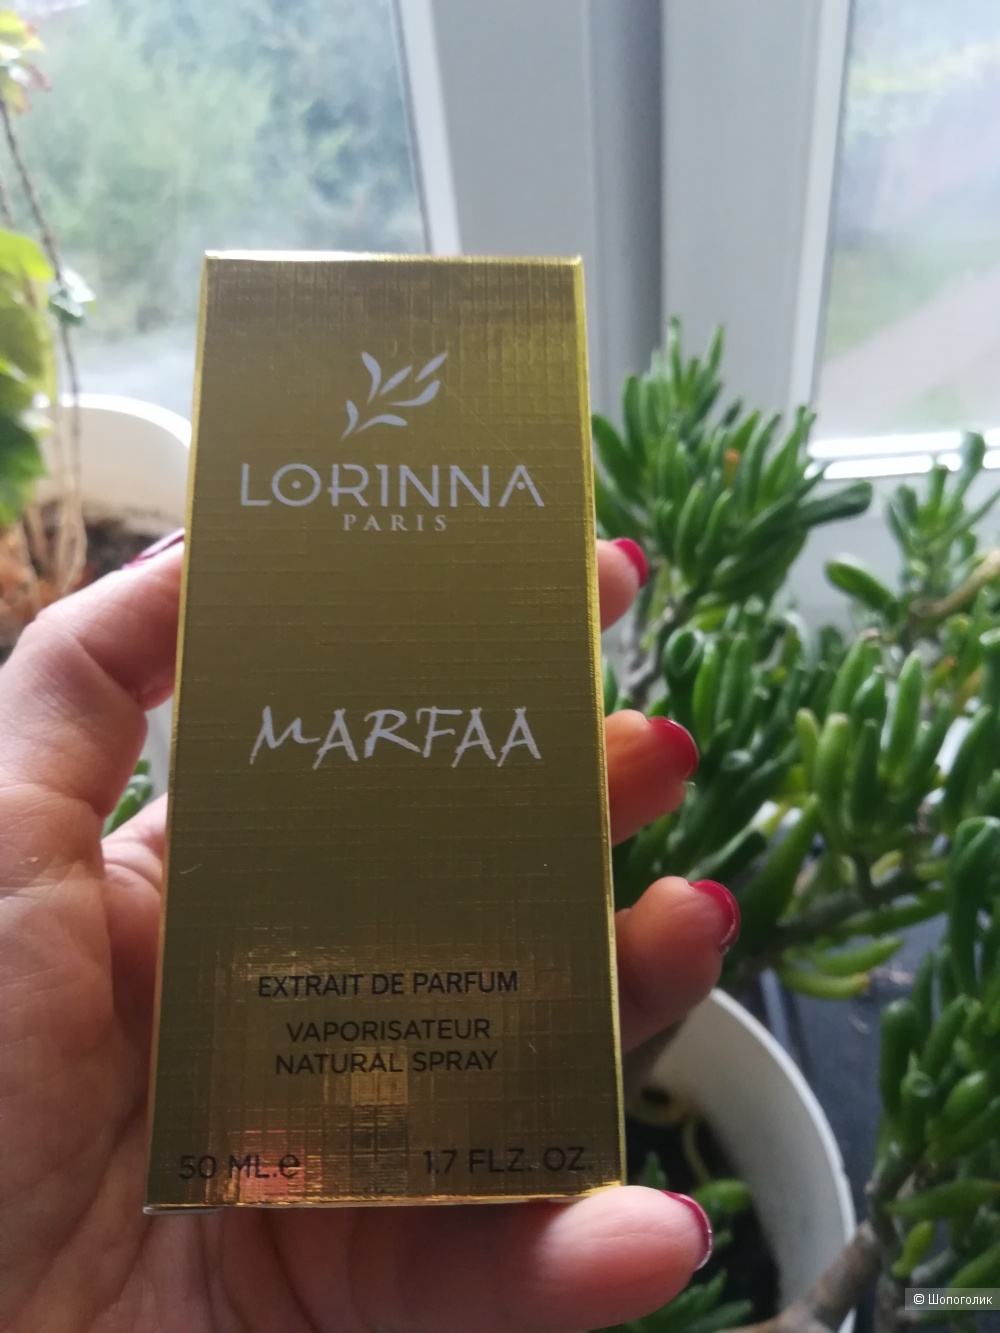 LORINNA
PARIS
MARFAA
EXTRAIT DE PARFUM
VAPORISATEUR
NATURAL SPRAY
50 ML.e 1.7 FLZ. OZ.
© Шопоголик